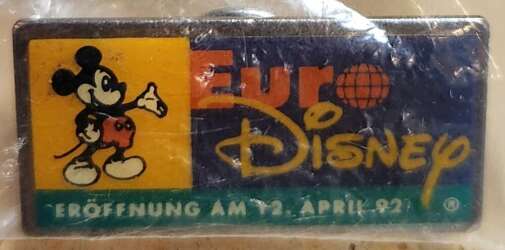 Euro
Disney
ERÖFFNUNG AM 12. APRIL 92
®